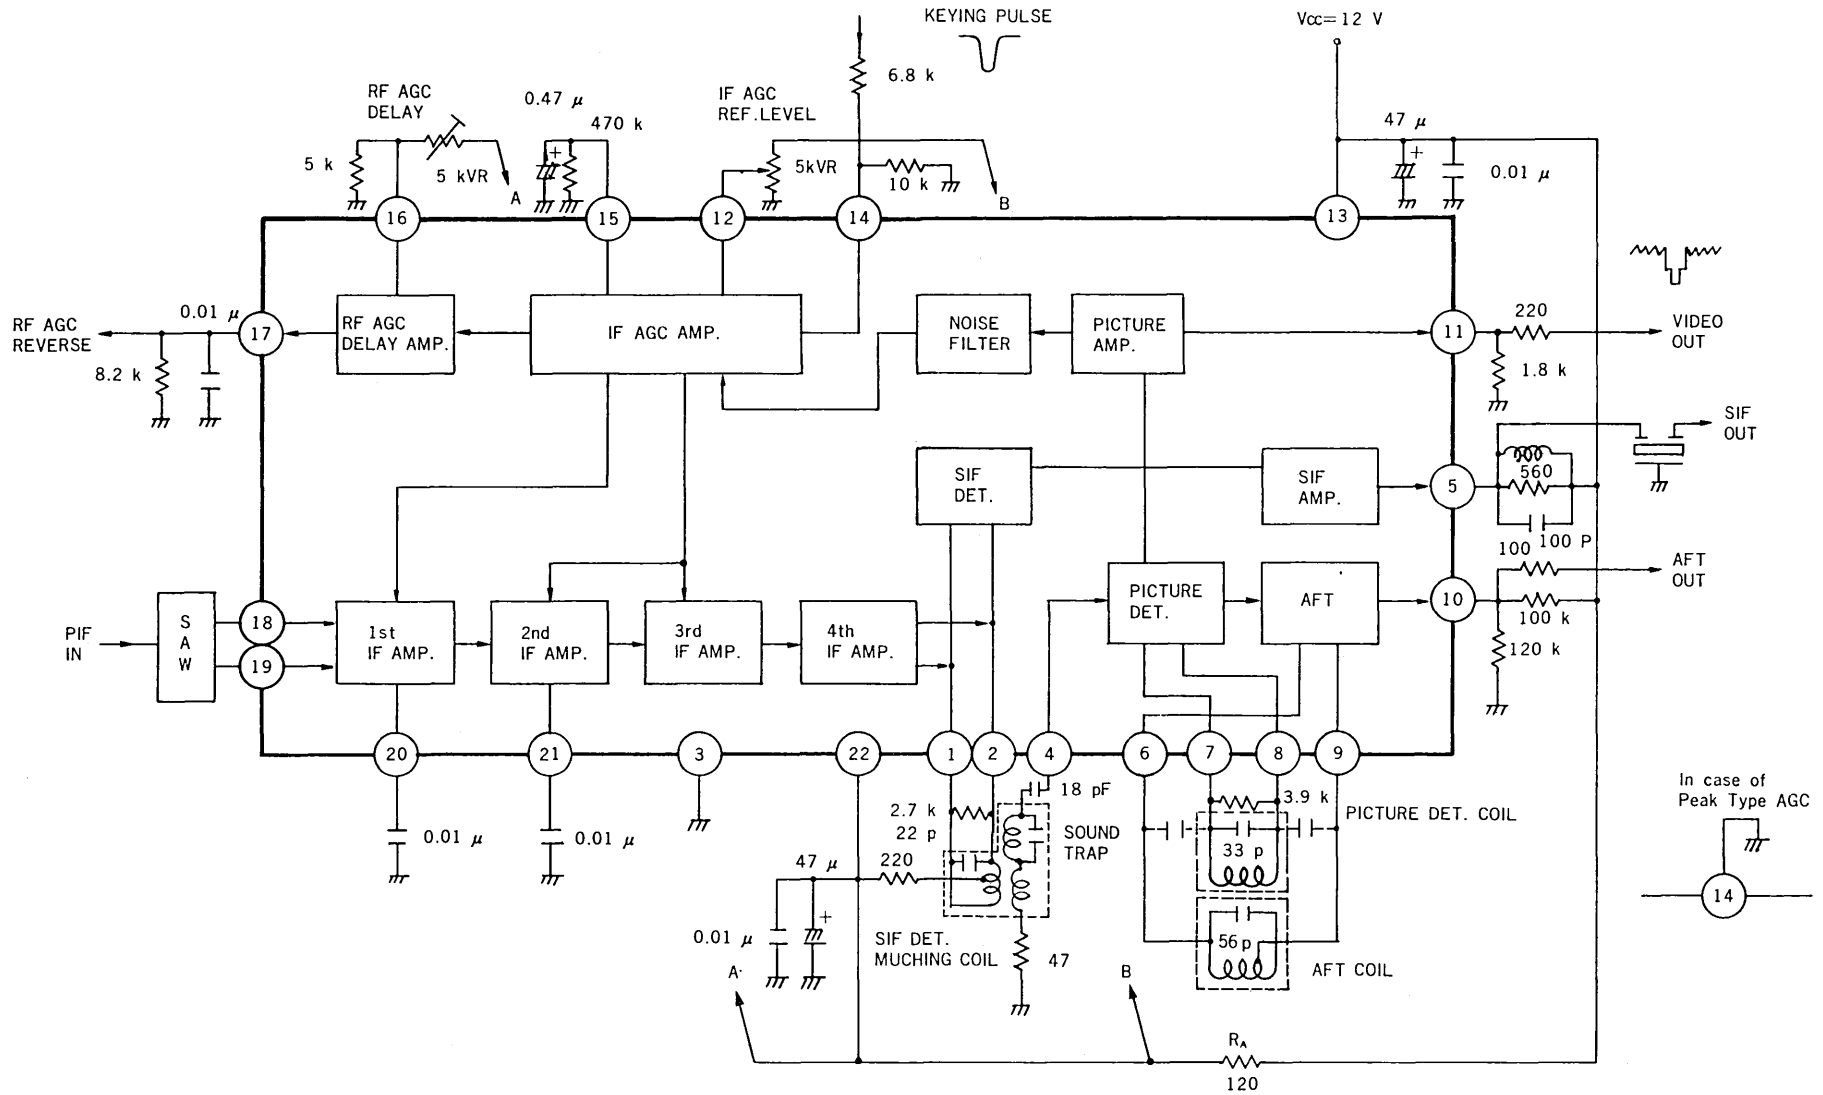 KEYING PULSE
Vcc=12 V
6.8 k
RF AGC
DELAY
0.47 μ
470 k
IF AGC
REF.LEVEL
47 μ
5 k
5 kVR
A
5kVR
10 k
B
0.01 μ
16
15
12
14
13
RF AGC
REVERSE
0.01 μ
17
8.2 k
RF AGC
DELAY AMP.
IF AGC AMP.
NOISE
FILTER
PICTURE
AMP.
11
220
VIDEO
OUT
1.8 k
SIF
OUT
SIF
DET.
SIF
AMP.
5
560
100 P
100
AFT
OUT
PIF
IN
S
A
W
18
19
1st
IF AMP.
2nd
IF AMP.
3rd
IF AMP.
4th
IF AMP.
PICTURE
DET.
AFT
10
100 k
120 k
20
21
3
22
1
2
4
6
7
8
9
0.01 μ
0.01 μ
2.7 k
22 p
18 pF
SOUND
TRAP
3.9 k
PICTURE DET. COIL
33 p
47 μ
220
0.01 μ
SIF DET.
MUCHING COIL
47
56p
AFT COIL
A
B
RA
120
In case of
Peak Type AGC
14